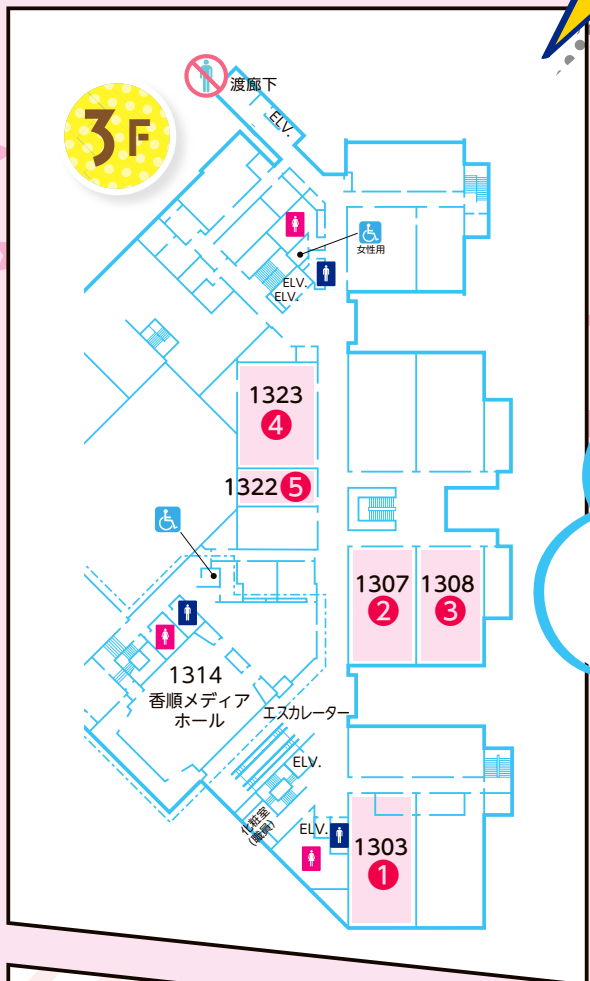 渡廊下
3F
ELV.
女性用
ELV.
ELV.
1323
4
1322 5
1307
2
1308
3
1314
香順メディア
ホール
エスカレーター
ELV.
化粧室
(職員)
ELV.
1303
1